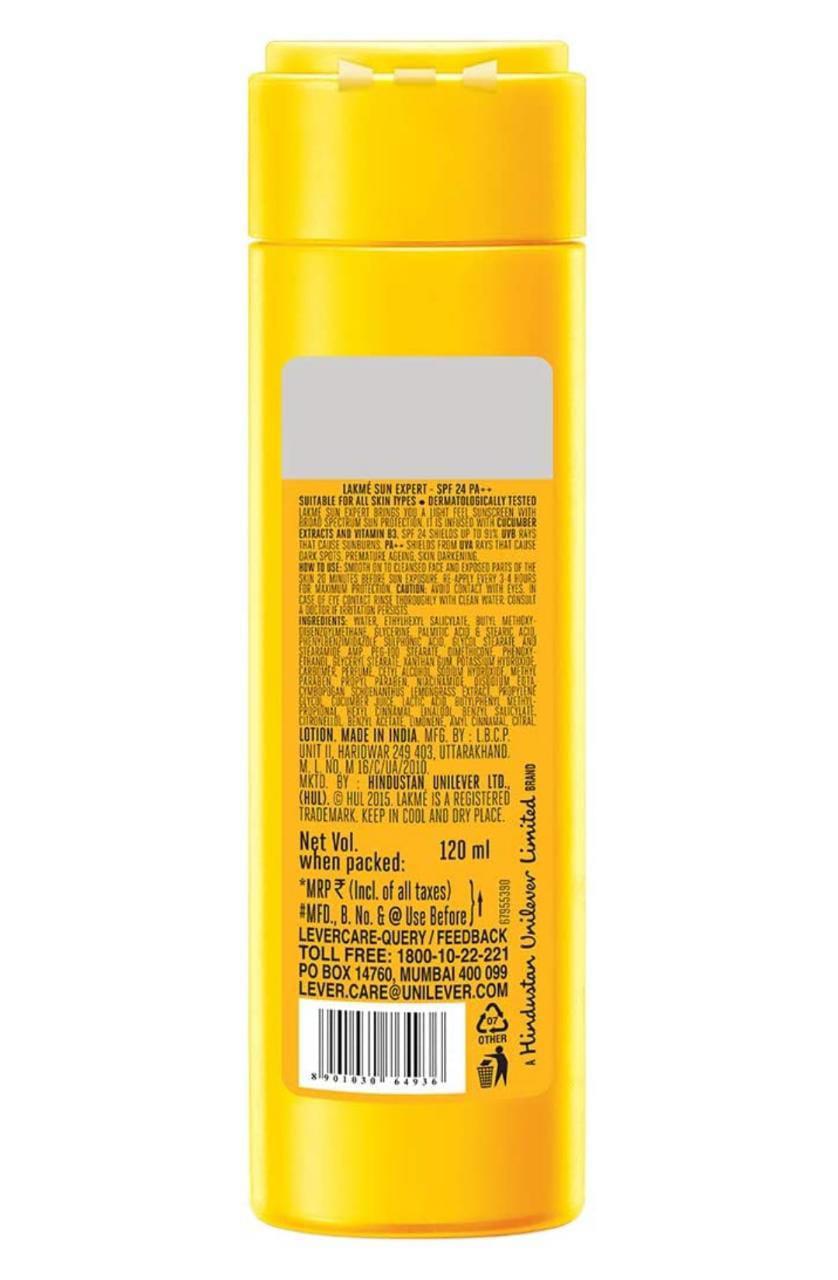 LAKMÉ SUN EXPERT - SPF 24 PA++
SUITABLE FOR ALL SKIN TYPES • DERMATOLOGICALLY TESTED
LAKMÉ SUN EXPERT BRINGS YOU A LIGHT FEEL SUNSCREEN WITH
BROAD SPECTRUM SUN PROTECTION. IT IS INFUSED WITH CUCUMBER
EXTRACTS AND VITAMIN B3. SPF 24 SHIELDS UP TO 91% UVB RAYS
THAT CAUSE SUNBURNS. PA++ SHIELDS FROM UVA RAYS THAT CAUSE
DARK SPOTS, PREMATURE AGEING, SKIN DARKENING.
HOW TO USE: SMOOTH ON TO CLEANSED FACE AND EXPOSED PARTS OF THE
SKIN 20 MINUTES BEFORE SUN EXPOSURE. RE-APPLY EVERY 3-4 HOURS
FOR MAXIMUM PROTECTION. CAUTION: AVOID CONTACT WITH EYES. IN
CASE OF EYE CONTACT RINSE THOROUGHLY WITH CLEAN WATER. CONSULT
A DOCTOR IF IRRITATION PERSISTS.
INGREDIENTS: WATER, ETHYLHEXYL SALICYLATE, BUTYL METHOXY-
DIBENZOYLMETHANE, GLYCERINE, PALMITIC ACID & STEARIC ACID,
PHENYLBENZIMIDAZOLE SULPHONIC ACID, GLYCOL STEARATE AND
STEARAMIDE AMP, PEG-100 STEARATE, DIMETHICONE, PHENOXY-
ETHANOL, GLYCERYL STEARATE, XANTHAN GUM, POTASSIUM HYDROXIDE,
CARBOMER, PERFUME, CETYL ALCOHOL, SODIUM HYDROXIDE, METHYL
PARABEN, PROPYL PARABEN, NIACINAMIDE, DISODIUM EDTA,
CYMBOPOGAN SCHOENANTHUS LEMONGRASS EXTRACT, PROPYLENE
GLYCOL, CUCUMBER JUICE, LACTIC ACID, BUTYLPHENYL METHYL-
PROPIONAL, HEXYL CINNAMAL, LINALOOL, BENZYL SALICYLATE,
CITRONELLOL, BENZYL ACETATE, LIMONENE, AMYL CINNAMAL, CITRAL.
LOTION. MADE IN INDIA. MFG. BY : L.B.C.P.
UNIT II, HARIDWAR 249 403, UTTARAKHAND.
M. L. NO. M 16/C/UA/2010.
MKTD. BY : HINDUSTAN UNILEVER LTD.,
(HUL). © HUL 2015. LAKMÉ IS A REGISTERED
TRADEMARK. KEEP IN COOL AND DRY PLACE.
Net Vol.
when packed: 120 ml
*MRP ₹ (Incl. of all taxes)
#MFD., B. No. & @ Use Before
67955390
LEVERCARE-QUERY / FEEDBACK
TOLL FREE: 1800-10-22-221
PO BOX 14760, MUMBAI 400 099
LEVER.CARE@UNILEVER.COM
8 901030 64936
07
OTHER
A Hindustan Unilever Limited BRAND